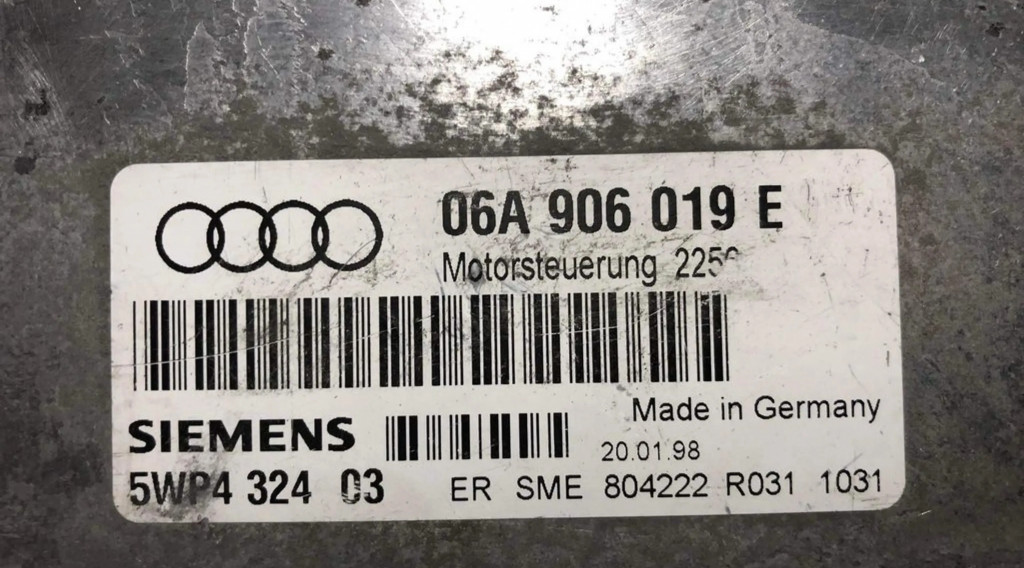 06A 906 019 E
Motorsteuerung
Made in Germany
SIEMENS
20.01.98
5WP4 324 03
ER SME 804222 R031 1031